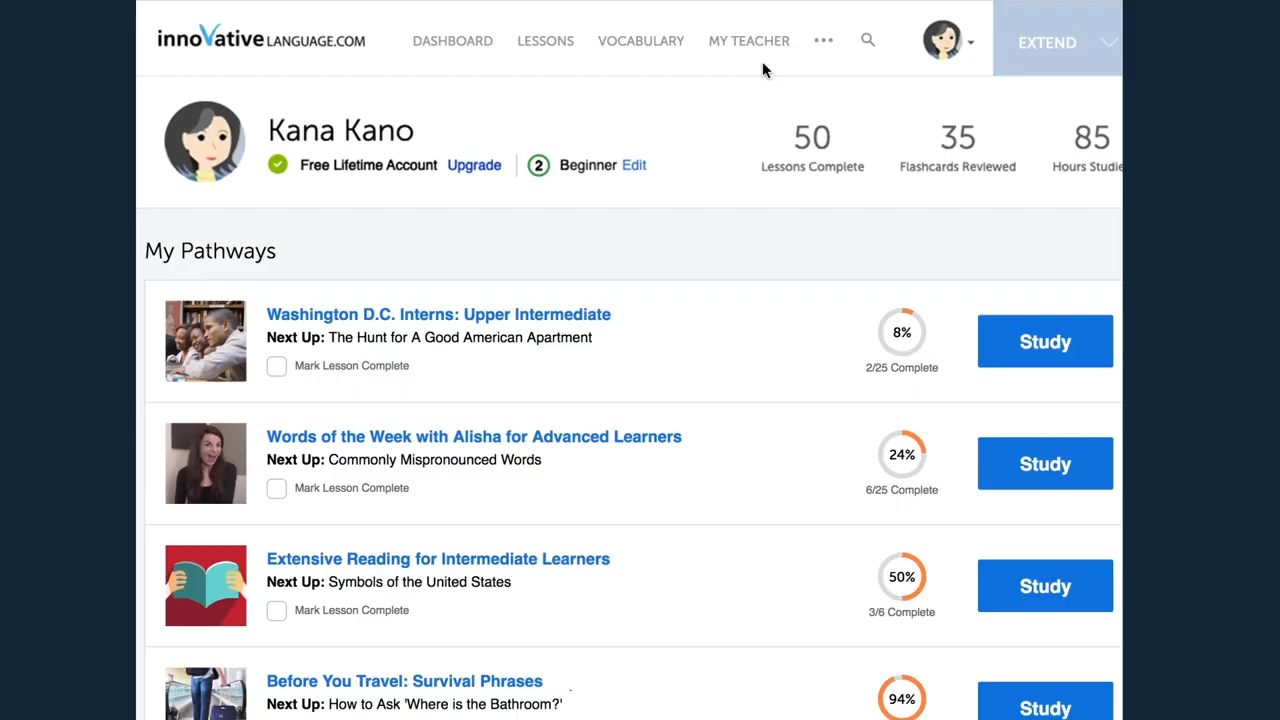 innoVative LANGUAGE.COM DASHBOARD LESSONS VOCABULARY MY TEACHER ••• EXTEND
Kana Kano
Free Lifetime Account Upgrade 2 Beginner Edit
50 35 85
Lessons Complete Flashcards Reviewed Hours Studie
My Pathways
Washington D.C. Interns: Upper Intermediate
Next Up: The Hunt for A Good American Apartment
Mark Lesson Complete
8%
2/25 Complete
Study
Words of the Week with Alisha for Advanced Learners
Next Up: Commonly Mispronounced Words
Mark Lesson Complete
24%
6/25 Complete
Study
Extensive Reading for Intermediate Learners
Next Up: Symbols of the United States
Mark Lesson Complete
50%
3/6 Complete
Study
Before You Travel: Survival Phrases
Next Up: How to Ask 'Where is the Bathroom?'
94%
Study